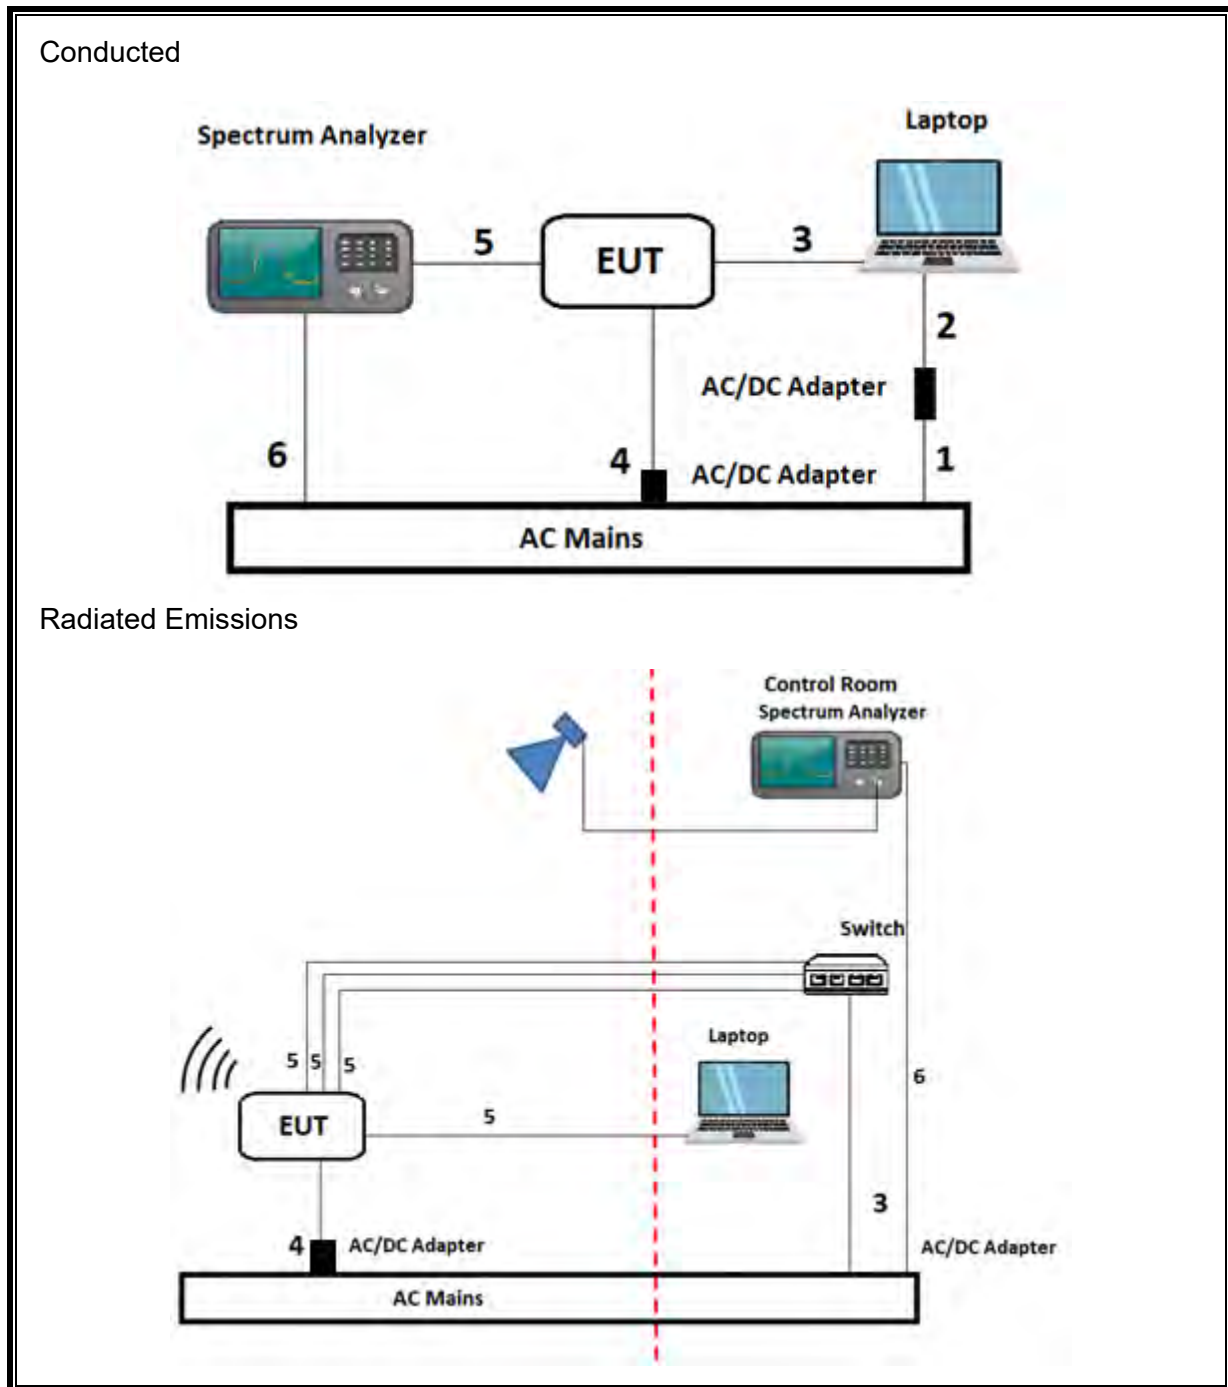 Conducted
Spectrum Analyzer
Laptop
5
EUT
3
2
AC/DC Adapter
6
4
AC/DC Adapter
1
AC Mains
Radiated Emissions
Control Room
Spectrum Analyzer
Switch
Laptop
5 5 5
6
EUT
5
3
4
AC/DC Adapter
AC/DC Adapter
AC Mains